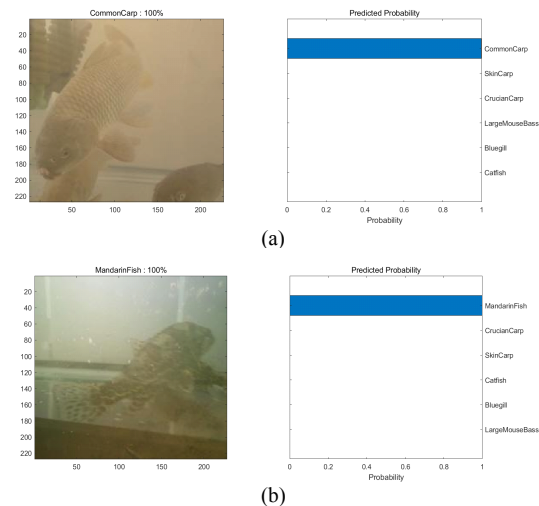 CommonCarp : 100%
20
40
60
80
100
120
140
160
180
200
220
50 100 150 200
Predicted Probability
CommonCarp
SkinCarp
CrucianCarp
LargeMouseBass
Bluegill
Catfish
0 0.2 0.4 0.6 0.8 1
Probability
(a)
MandarinFish : 100%
20
40
60
80
100
120
140
160
180
200
220
50 100 150 200
Predicted Probability
MandarinFish
CrucianCarp
SkinCarp
Catfish
Bluegill
LargeMouseBass
0 0.2 0.4 0.6 0.8 1
Probability
(b)